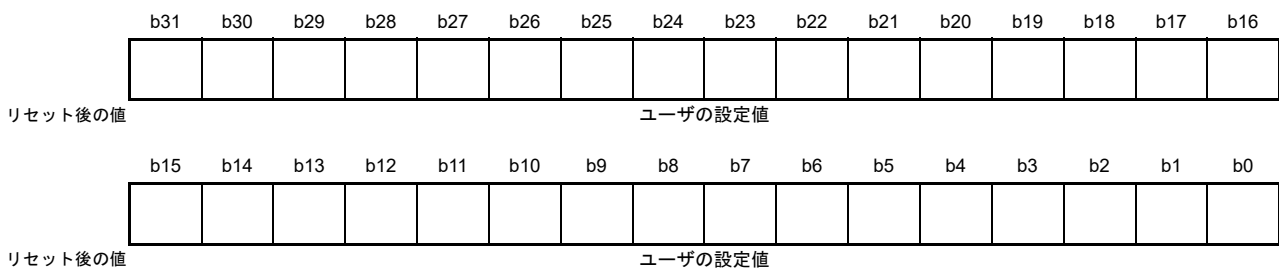 b31 b30 b29 b28 b27 b26 b25 b24 b23 b22 b21 b20 b19 b18 b17 b16
リセット後の値 ユーザの設定値
b15 b14 b13 b12 b11 b10 b9 b8 b7 b6 b5 b4 b3 b2 b1 b0
リセット後の値 ユーザの設定値